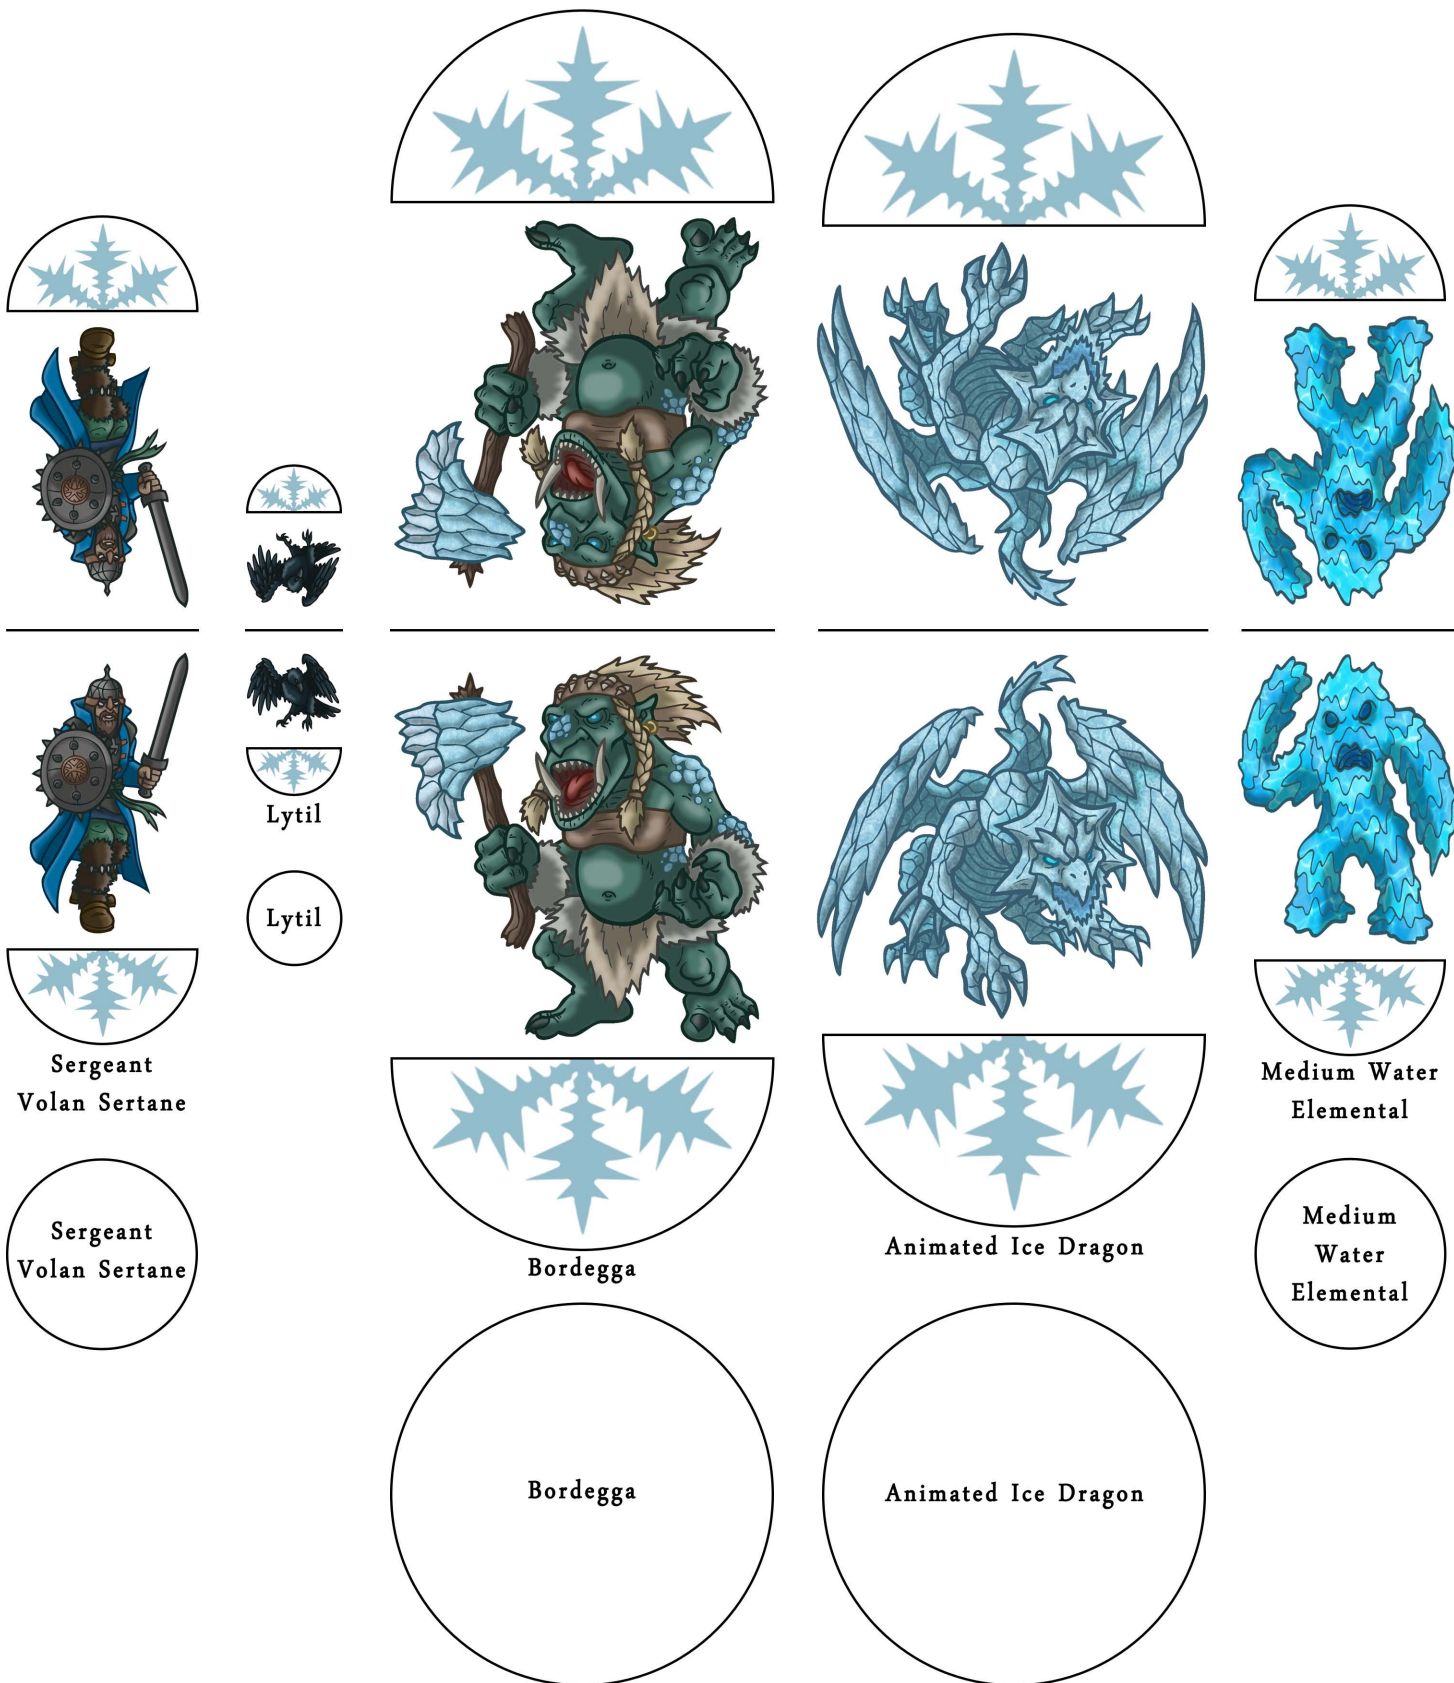 Lytil
Lytil
Sergeant
Volan Sertane
Sergeant
Volan Sertane
Bordegga
Bordegga
Animated Ice Dragon
Animated Ice Dragon
Medium Water
Elemental
Medium
Water
Elemental